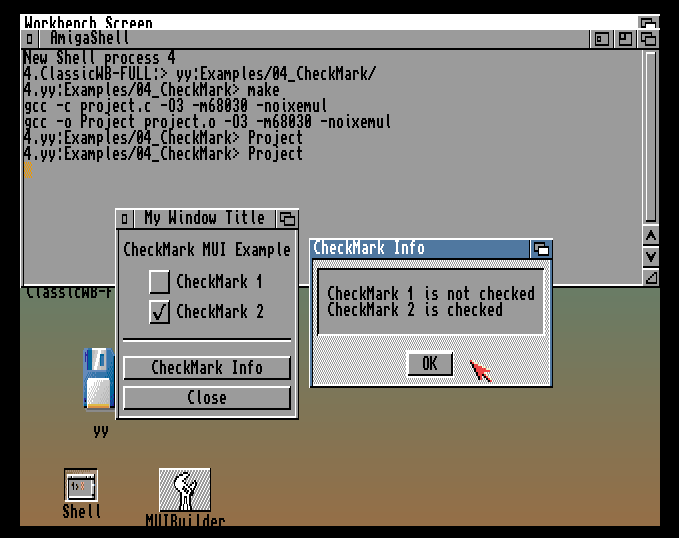 Workbench Screen
AmigaShell
New Shell process 4
4.ClassicWB-FULL:> yy:Examples/04_CheckMark/
4.yy:Examples/04_CheckMark> make
gcc -c project.c -O3 -m68030 -noixemul
gcc -o Project project.o -O3 -m68030 -noixemul
4.yy:Examples/04_CheckMark> Project
4.yy:Examples/04_CheckMark> Project
My Window Title
CheckMark MUI Example
CheckMark 1
CheckMark 2
CheckMark Info
Close
CheckMark Info
CheckMark 1 is not checked
CheckMark 2 is checked
OK
ClassicWB-F
yy
Shell
1>
MUIBuilder